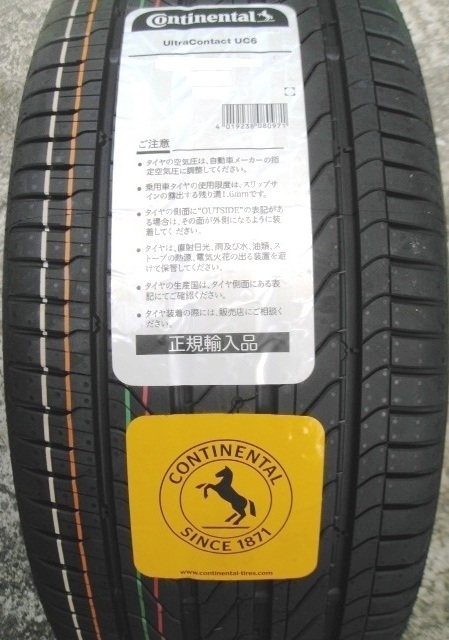 Continental
UltraContact UC6
4 019238 080971
ご注意
• タイヤの空気圧は、自動車メーカーの指
定空気圧に調整してください。
• 乗用車タイヤの使用限度は、スリップサ
インの露出する残り溝1.6mmです。
• タイヤの側面に"OUTSIDE"の表記があ
る場合は、その面が外側になるように装
着してください。
• タイヤは、直射日光、雨及び水、油類、ス
トーブの熱源、電気火花の出る装置を避
けて保管してください。
• タイヤの生産国は、タイヤ側面にある表
記にてご確認ください。
• タイヤ装着の際には、販売店にご相談く
ださい。
正規輸入品
CONTINENTAL
SINCE 1871
www.continental-tires.com